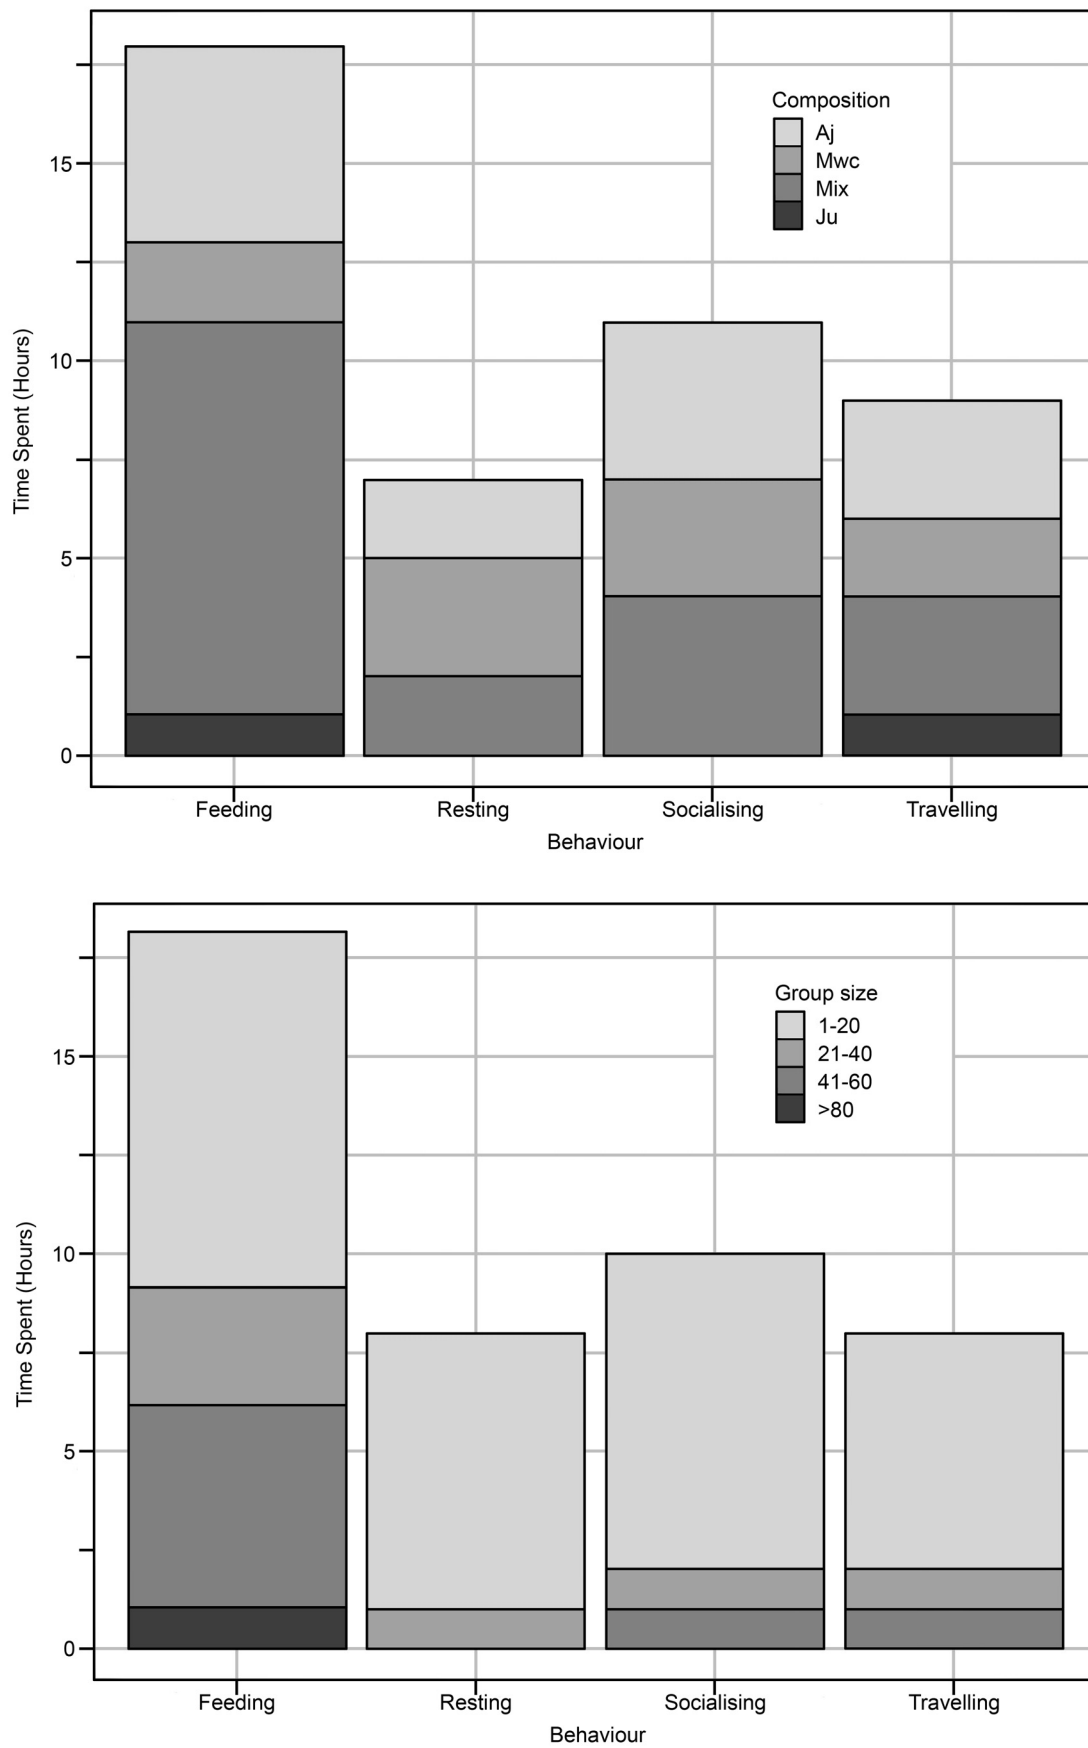 Composition
Aj
Mwc
Mix
Ju
15
10
5
0
Time Spent (Hours)
Feeding Resting Socialising Travelling
Behaviour
Group size
1-20
21-40
41-60
>80
15
10
5
0
Time Spent (Hours)
Feeding Resting Socialising Travelling
Behaviour